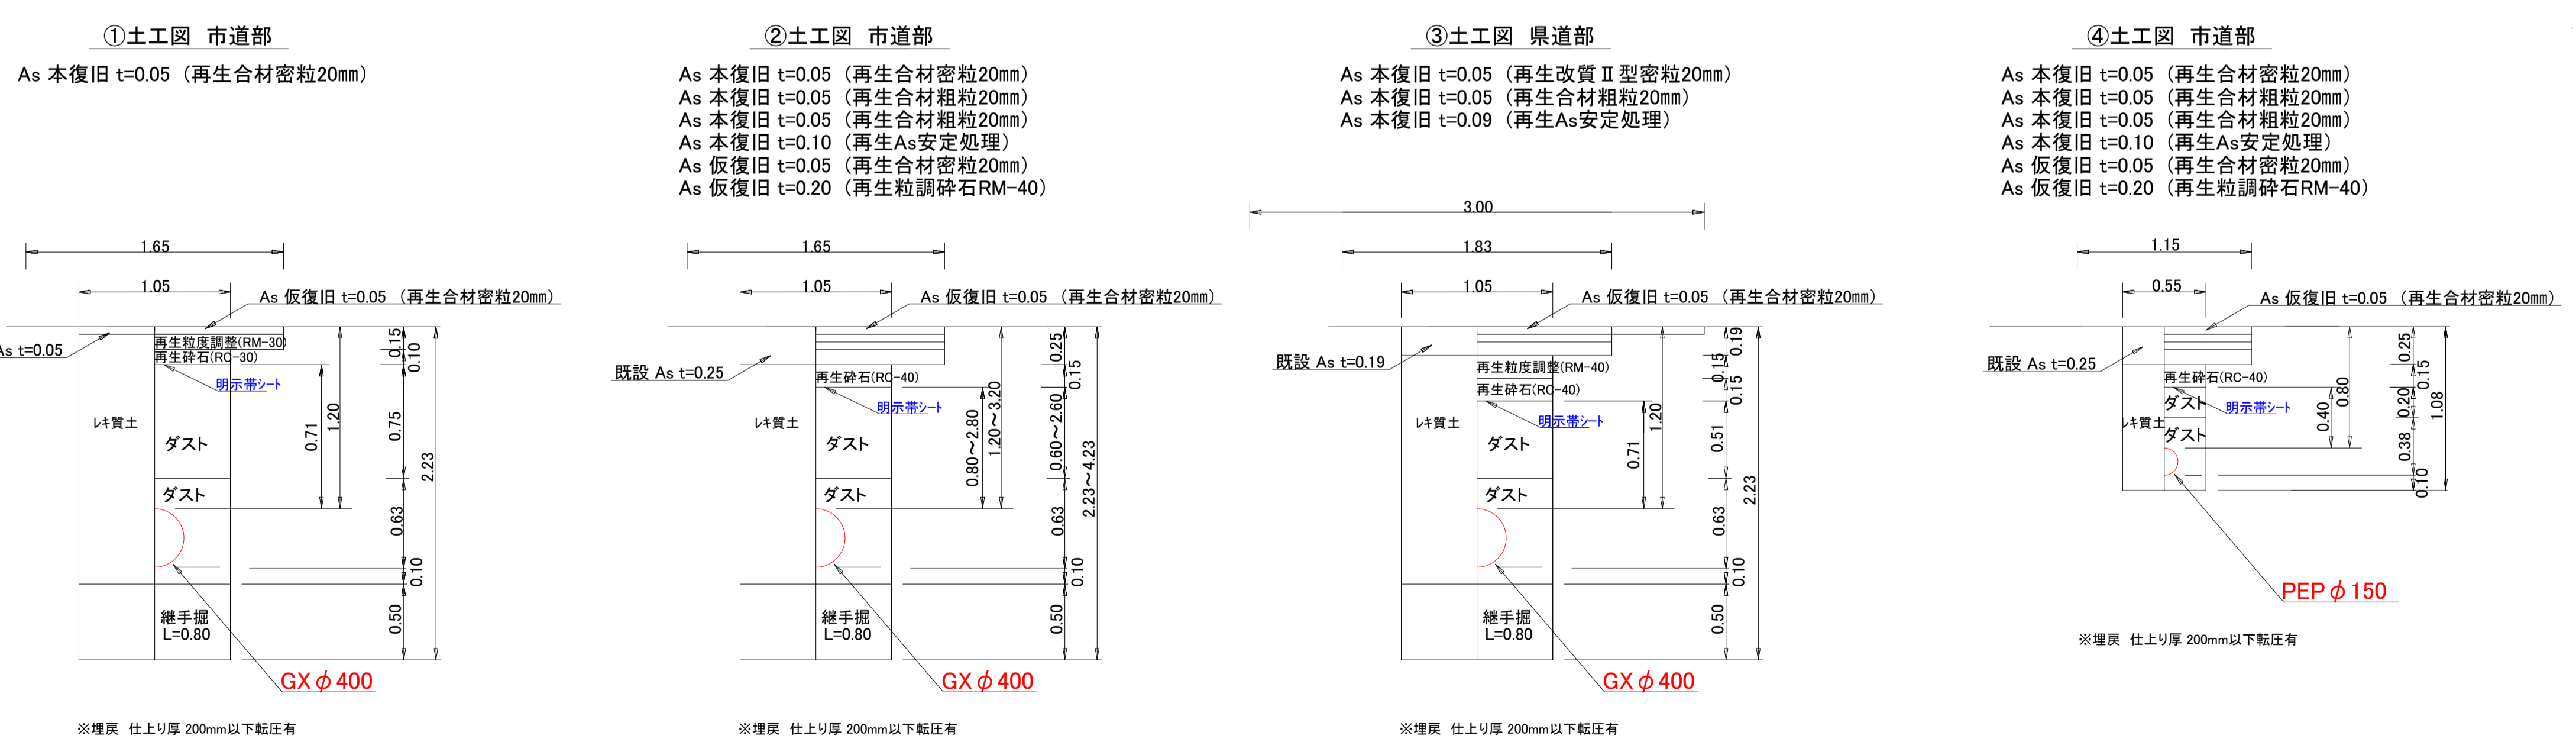 ①土工図 市道部
As 本復旧 t=0.05 (再生合材密粒20㎜)
1.65
1.05
As 仮復旧 t=0.05 (再生合材密粒20㎜)
As t=0.05
再生粒度調整(RM-30)
再生砕石(RC-30)
明示帯シート
レキ質土
ダスト
ダスト
継手掘
L=0.80
0.71
1.20
0.15
0.10
0.75
0.63
0.10
0.50
2.23
GXφ400
※埋戻 仕上り厚 200mm以下転圧有
②土工図 市道部
As 本復旧 t=0.05 (再生合材密粒20㎜)
As 本復旧 t=0.05 (再生合材粗粒20㎜)
As 本復旧 t=0.05 (再生合材粗粒20㎜)
As 本復旧 t=0.10 (再生As安定処理)
As 仮復旧 t=0.05 (再生合材密粒20㎜)
As 仮復旧 t=0.20 (再生粒調砕石RM-40)
1.65
1.05
As 仮復旧 t=0.05 (再生合材密粒20㎜)
既設 As t=0.25
再生砕石(RC-40)
明示帯シート
レキ質土
ダスト
ダスト
継手掘
L=0.80
0.80~2.80
1.20~3.20
0.25
0.15
0.60~2.60
0.63
0.10
0.50
2.23~4.23
GXφ400
※埋戻 仕上り厚 200mm以下転圧有
③土工図 県道部
As 本復旧 t=0.05 (再生改質Ⅱ型密粒20㎜)
As 本復旧 t=0.05 (再生合材粗粒20㎜)
As 本復旧 t=0.09 (再生As安定処理)
3.00
1.83
1.05
As 仮復旧 t=0.05 (再生合材密粒20㎜)
既設 As t=0.19
再生粒度調整(RM-40)
再生砕石(RC-40)
明示帯シート
レキ質土
ダスト
ダスト
継手掘
L=0.80
0.71
1.20
0.19
0.15
0.15
0.51
0.63
0.10
0.50
2.23
GXφ400
※埋戻 仕上り厚 200mm以下転圧有
④土工図 市道部
As 本復旧 t=0.05 (再生合材密粒20㎜)
As 本復旧 t=0.05 (再生合材粗粒20㎜)
As 本復旧 t=0.05 (再生合材粗粒20㎜)
As 本復旧 t=0.10 (再生As安定処理)
As 仮復旧 t=0.05 (再生合材密粒20㎜)
As 仮復旧 t=0.20 (再生粒調砕石RM-40)
1.15
0.55
As 仮復旧 t=0.05 (再生合材密粒20㎜)
既設 As t=0.25
再生砕石(RC-40)
明示帯シート
レキ質土
ダスト
ダスト
0.40
0.80
0.25
0.15
0.20
0.38
0.10
1.08
PEPφ150
※埋戻 仕上り厚 200mm以下転圧有